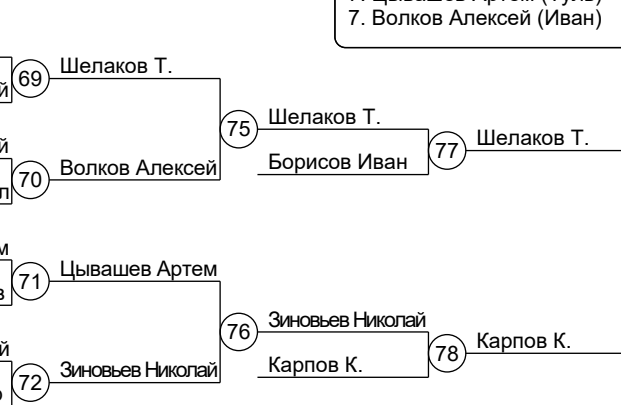 7. Волков Алексей (Иван)
69 Шелаков Т.
й
75 Шелаков Т.
77 Шелаков Т.
й
70 Волков Алексей
Борисов Иван
л
м
71 Цывашев Артем
в
76 Зиновьев Николай
78 Карпов К.
й
72 Зиновьев Николай
Карпов К.